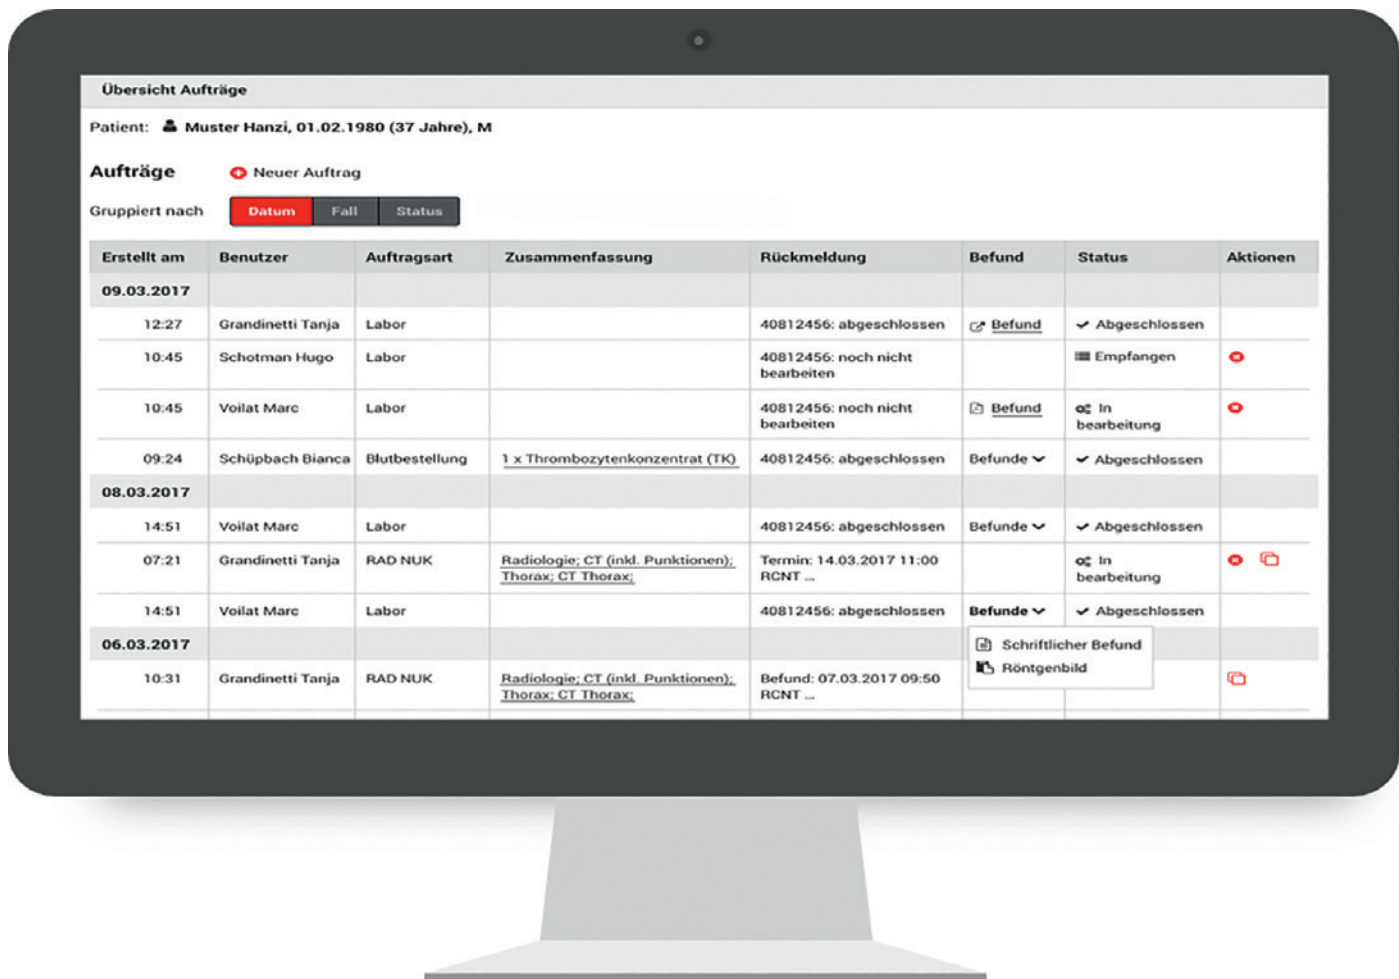 Übersicht Aufträge
Patient: Muster Hanzi, 01.02.1980 (37 Jahre), M
Aufträge Neuer Auftrag
Gruppiert nach Datum Fall Status
Erstellt am Benutzer Auftragsart Zusammenfassung Rückmeldung Befund Status Aktionen
09.03.2017
12:27 Grandinetti Tanja Labor 40812456: abgeschlossen Befund Abgeschlossen
10:45 Schotman Hugo Labor 40812456: noch nicht Empfangen
bearbeiten
10:45 Voilat Marc Labor 40812456: noch nicht Befund In
bearbeiten bearbeitung
09:24 Schüpbach Bianca Blutbestellung 1 x Thrombozytenkonzentrat (TK) 40812456: abgeschlossen Befunde Abgeschlossen
08.03.2017
14:51 Voilat Marc Labor 40812456: abgeschlossen Befunde Abgeschlossen
07:21 Grandinetti Tanja RAD NUK Radiologie; CT (inkl. Punktionen); Termin: 14.03.2017 11:00 In
Thorax; CT Thorax; RCNT ... bearbeitung
14:51 Voilat Marc Labor 40812456: abgeschlossen Befunde Abgeschlossen
06.03.2017 Schriftlicher Befund
Röntgenbild
10:31 Grandinetti Tanja RAD NUK Radiologie; CT (inkl. Punktionen); Befund: 07.03.2017 09:50
Thorax; CT Thorax; RCNT ...